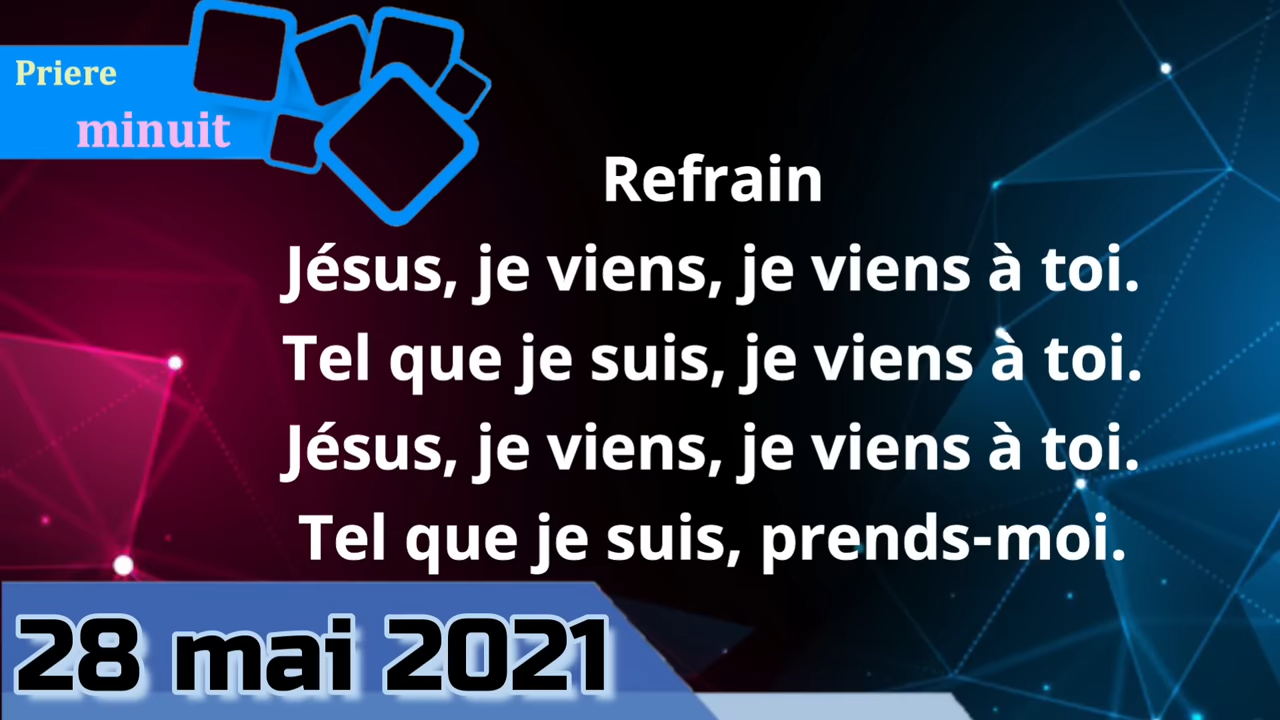 Priere
minuit
Refrain
Jésus, je viens, je viens à toi.
Tel que je suis, je viens à toi.
Jésus, je viens, je viens à toi.
Tel que je suis, prends-moi.
28 mai 2021